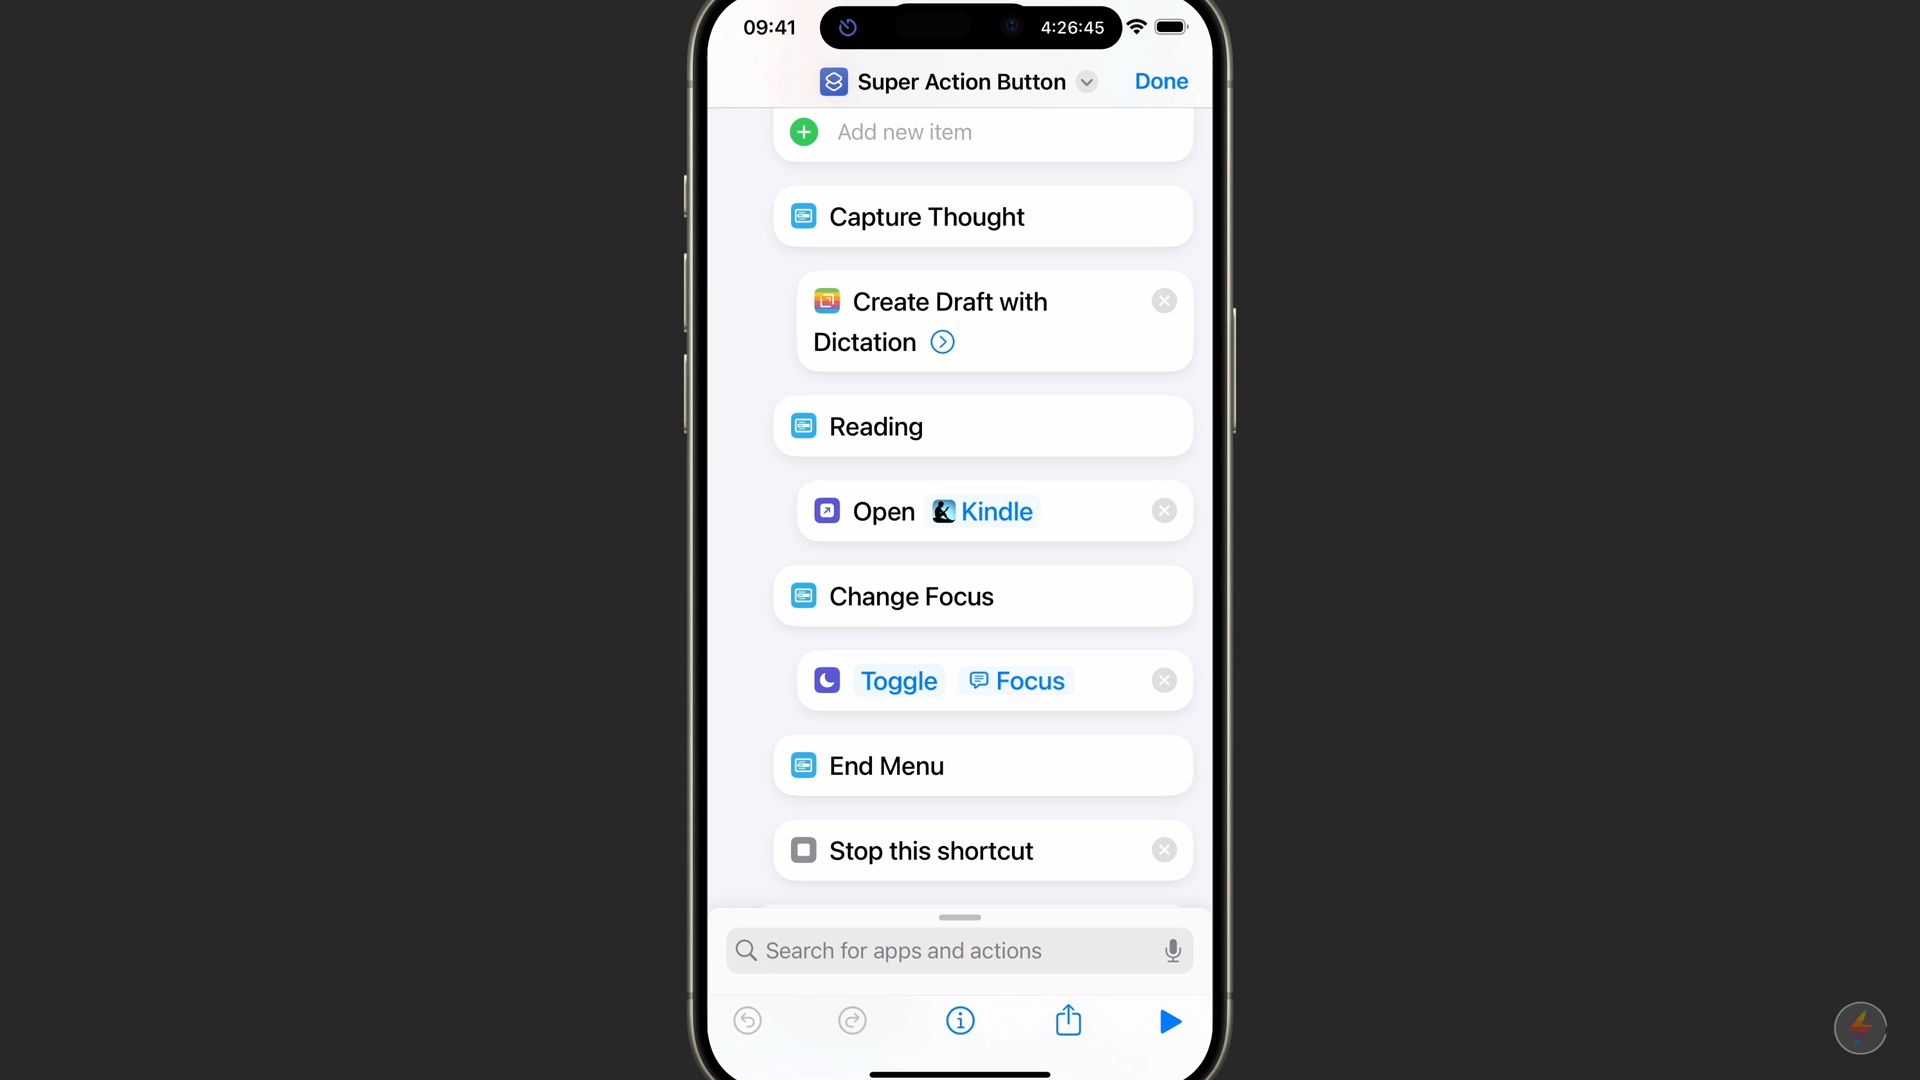 09:41
4:26:45
Super Action Button
Done
Add new item
Capture Thought
Create Draft with
Dictation
Reading
Open Kindle
Change Focus
Toggle Focus
End Menu
Stop this shortcut
Search for apps and actions